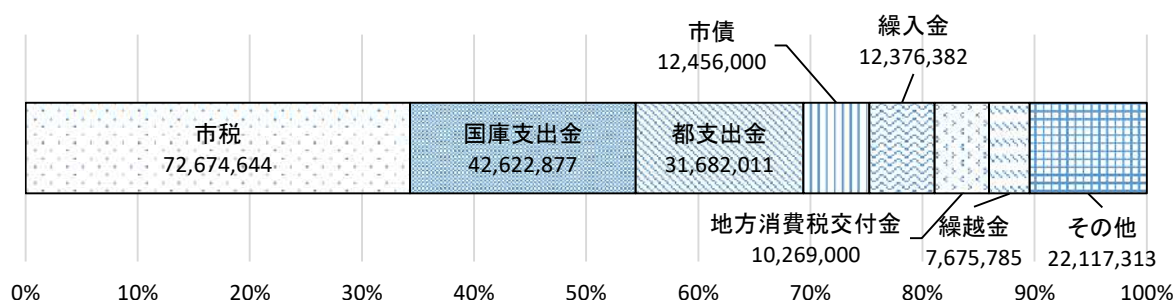 市債
12,456,000
繰入金
12,376,382
市税
72,674,644
国庫支出金
42,622,877
都支出金
31,682,011
地方消費税交付金
10,269,000
繰越金
7,675,785
その他
22,117,313
0% 10% 20% 30% 40% 50% 60% 70% 80% 90% 100%